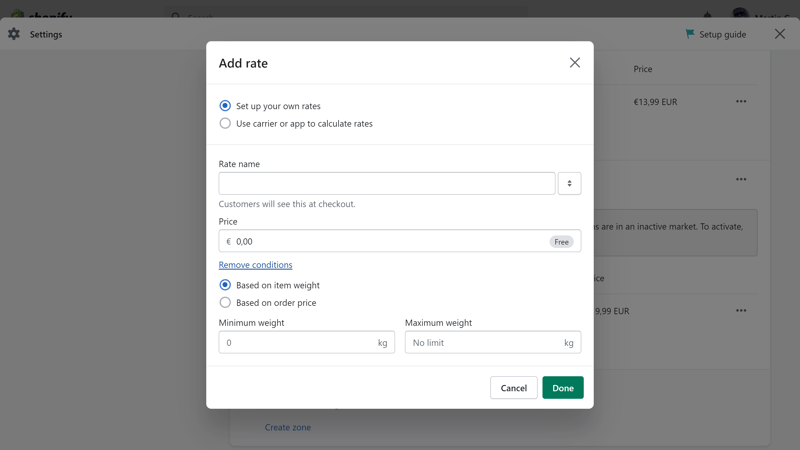 shopify
Search
Settings
Setup guide
Price
€13,99 EUR
Add rate
Set up your own rates
Use carrier or app to calculate rates
Rate name
Customers will see this at checkout.
Price
€ 0,00 Free
Remove conditions
Based on item weight
Based on order price
Minimum weight Maximum weight
0 kg No limit kg
Cancel Done
are in an inactive market. To activate,
9,99 EUR
Create zone